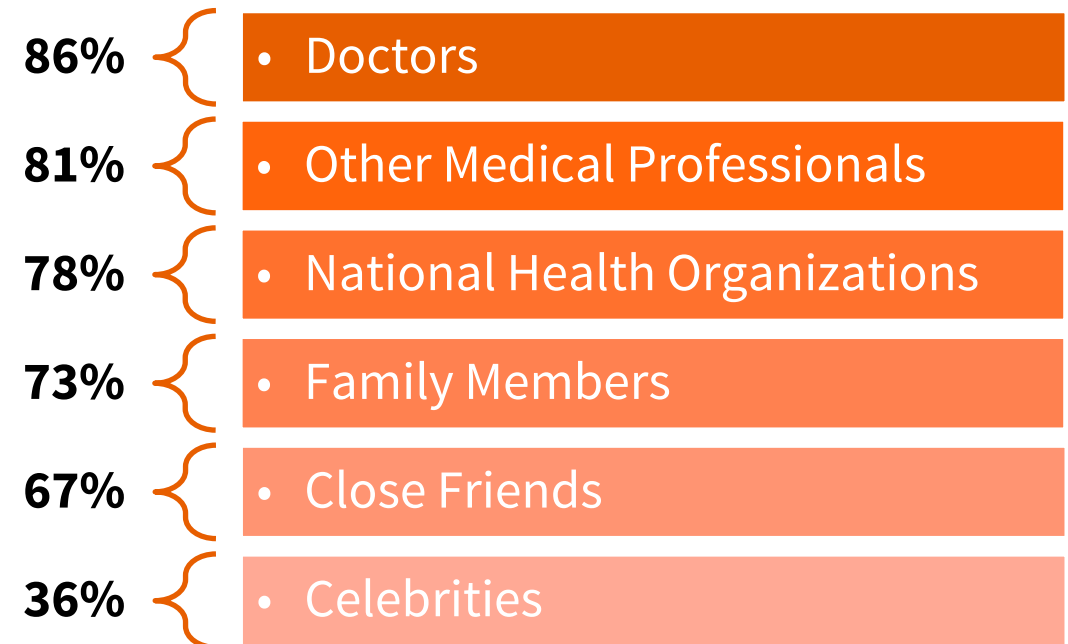 86% • Doctors
81% • Other Medical Professionals
78% • National Health Organizations
73% • Family Members
67% • Close Friends
36% • Celebrities